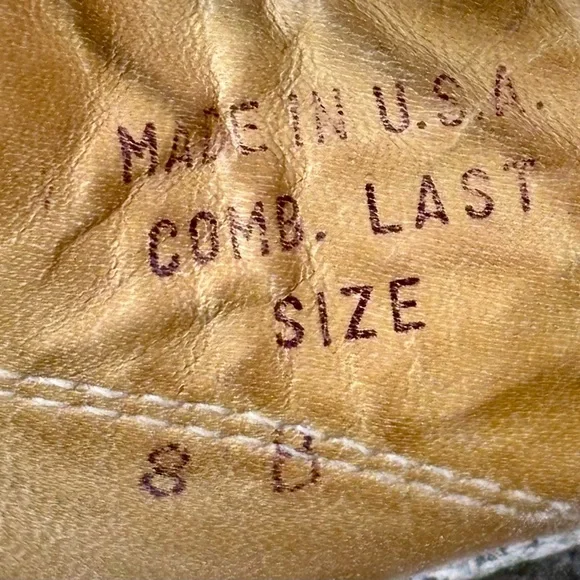 MADE IN U.S.A.
COMB. LAST
SIZE
8 D